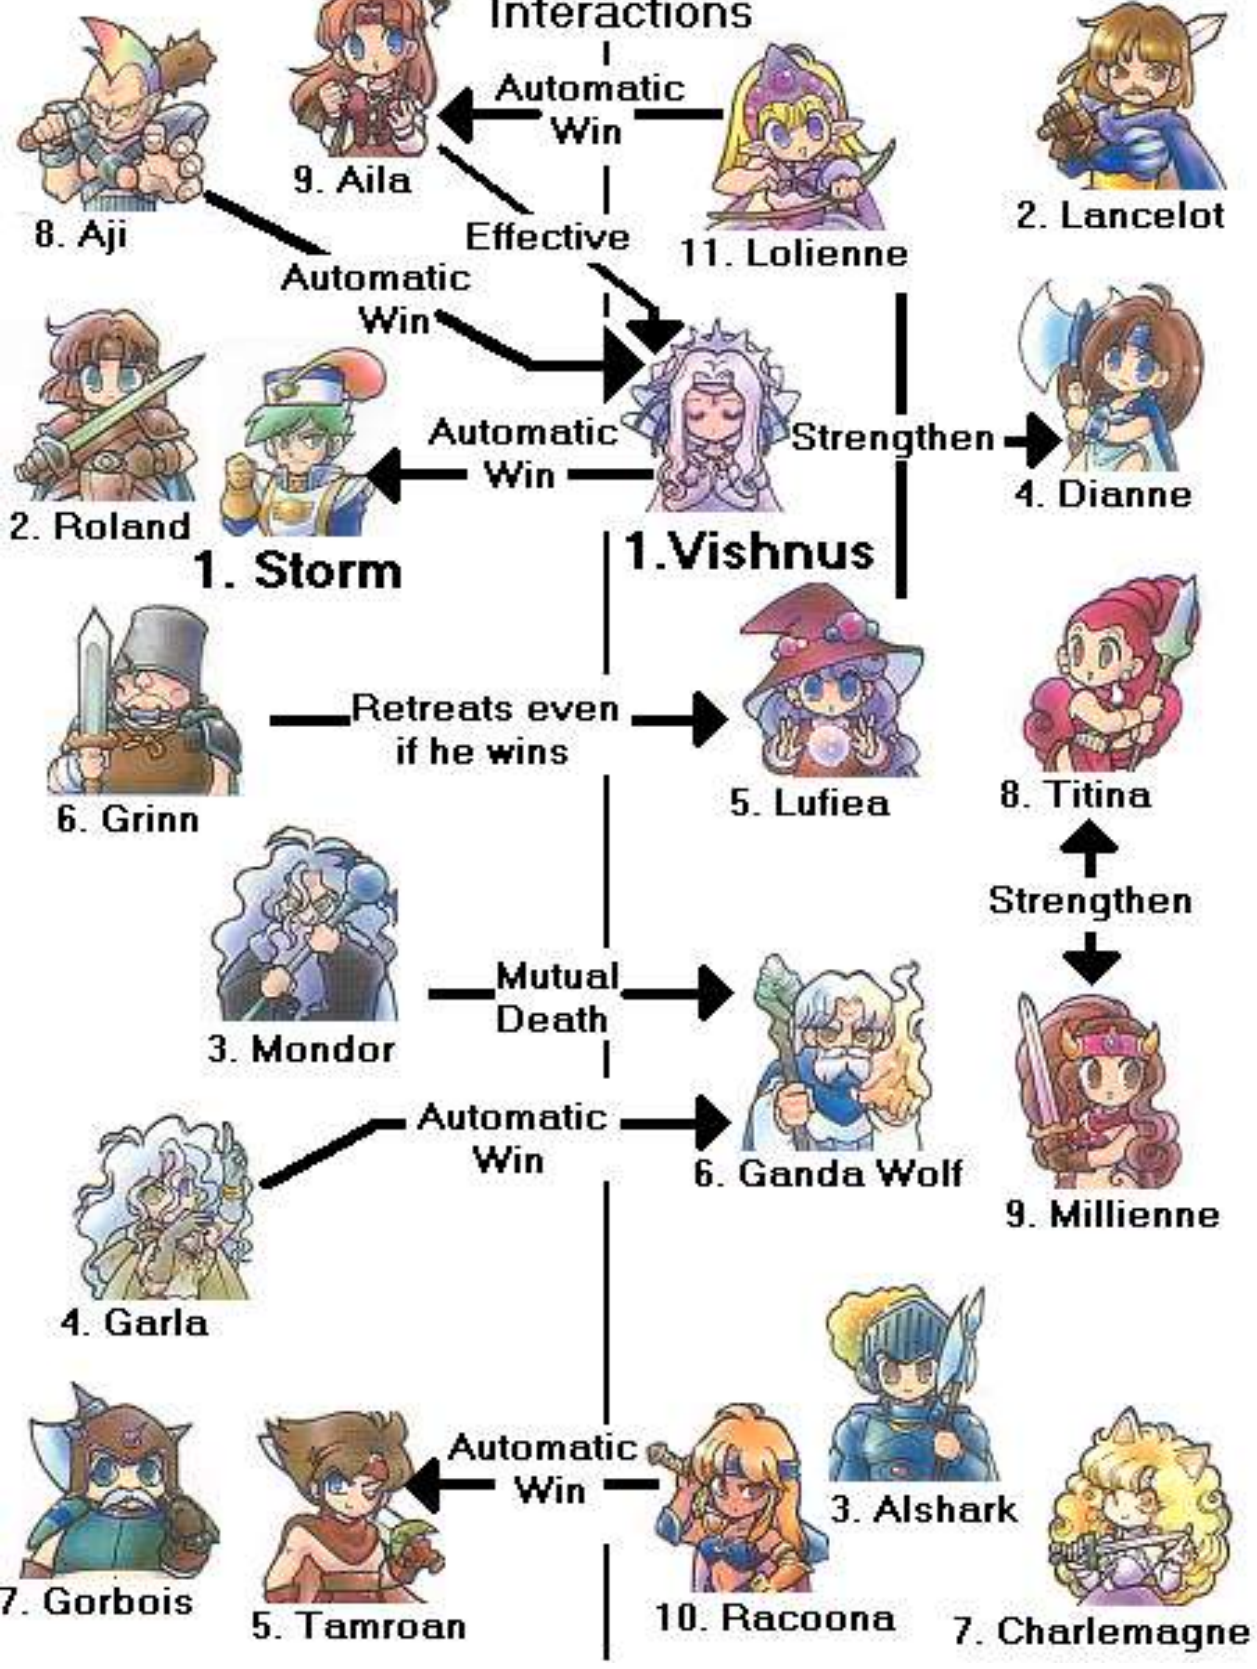 Interactions
Automatic
Win
9. Aila
2. Lancelot
8. Aji
Effective
11. Lolienne
Automatic
Win
Automatic
Win
Strengthen
4. Dianne
2. Roland
1. Storm
1.Vishnus
Retreats even
if he wins
6. Grinn
5. Lufiea
8. Titina
Strengthen
Mutual
Death
3. Mondor
Automatic
Win
6. Ganda Wolf
9. Millienne
4. Garla
Automatic
Win
3. Alshark
7. Gorbois
5. Tamroan
10. Racoona
7. Charlemagne